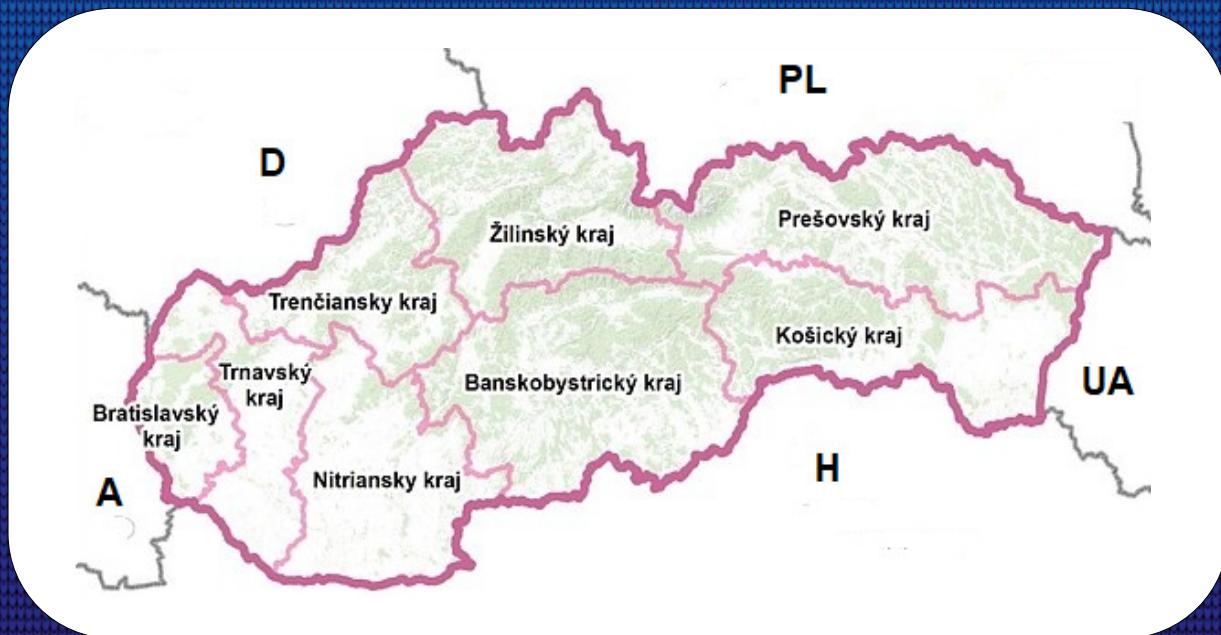 PL
D
Prešovský kraj
Žilinský kraj
Trenčiansky kraj
Košický kraj
Trnavský
kraj
Banskobystrický kraj
UA
Bratislavský
kraj
Nitriansky kraj
H
A